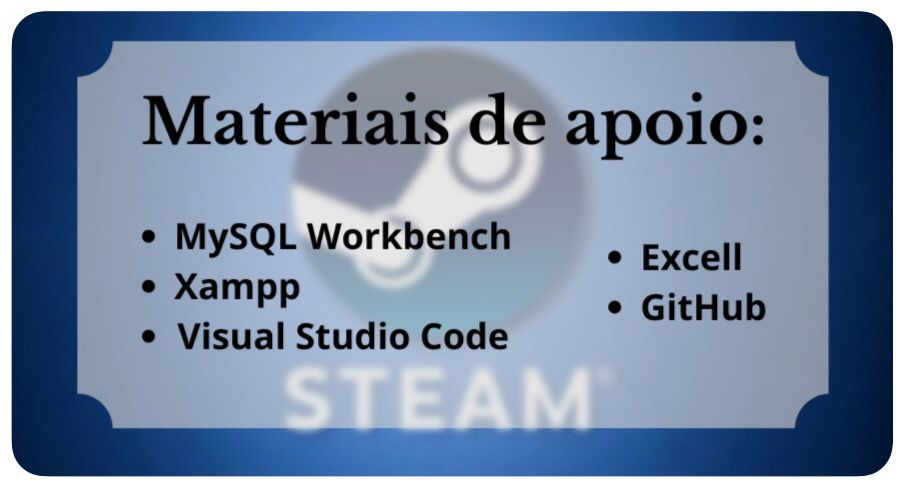 Materiais de apoio:
• MySQL Workbench
• Xampp
• Visual Studio Code
• Excell
• GitHub
STEAM